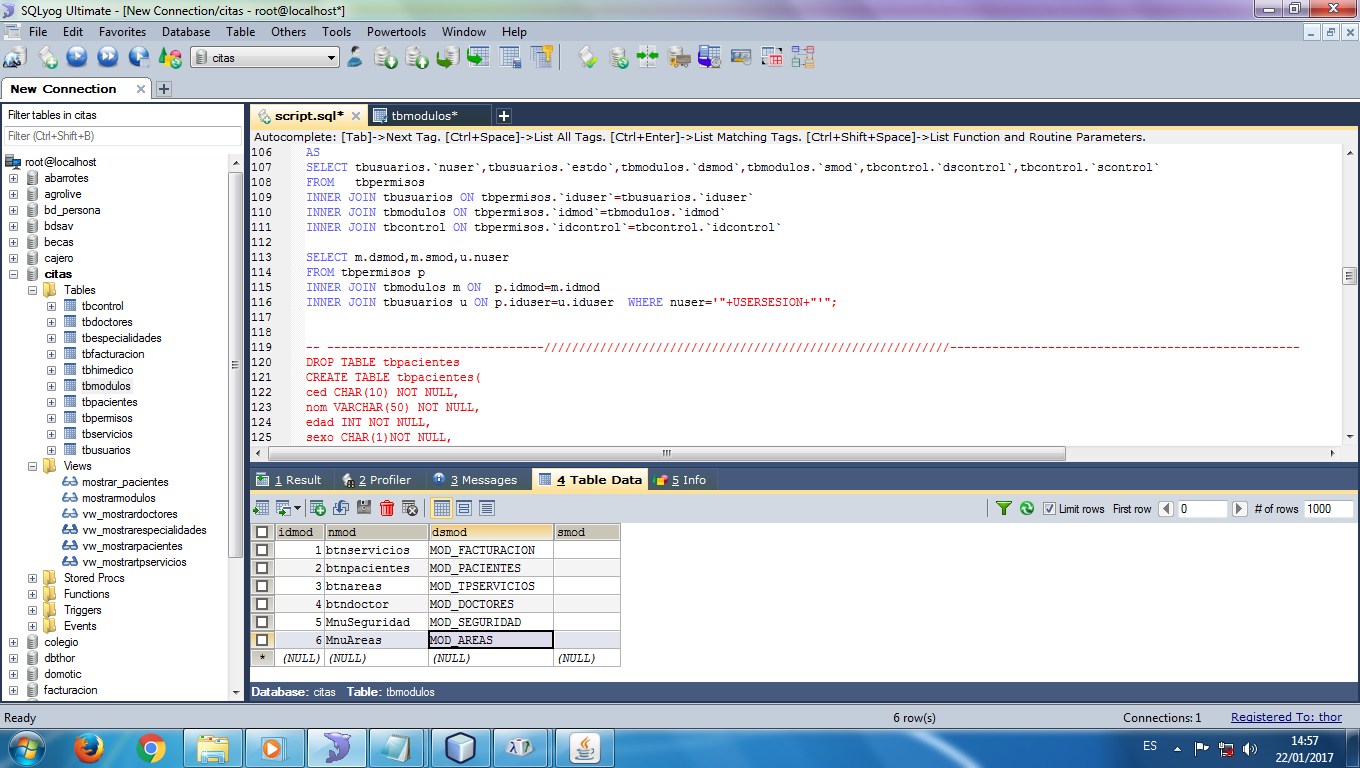 SQLyog Ultimate - [New Connection/citas - root@localhost*]
File Edit Favorites Database Table Others Tools Powertools Window Help
citas
New Connection
Filter tables in citas
Filter (Ctrl+Shift+B)
root@localhost
abarrotes
agrolive
bd_persona
bdsav
becas
cajero
citas
Tables
tbcontrol
tbdoctores
tbespecialidades
tbfacturacion
tbhimedico
tbmodulos
tbpacientes
tbpermisos
tbservicios
tbusuarios
Views
mostrar_pacientes
mostrarmodulos
vw_mostrardoctores
vw_mostrarespecialidades
vw_mostrarpacientes
vw_mostrartpservicios
Stored Procs
Functions
Triggers
Events
colegio
dbthor
domotic
facturacion
script.sql* tbmodulos*
Autocomplete: [Tab]->Next Tag. [Ctrl+Space]->List All Tags. [Ctrl+Enter]->List Matching Tags. [Ctrl+Shift+Space]->List Function and Routine Parameters.
106 AS
107 SELECT tbusuarios.`nuser`,tbusuarios.`estdo`,tbmodulos.`dsmod`,tbmodulos.`smod`,tbcontrol.`dscontrol`,tbcontrol.`scontrol`
108 FROM tbpermisos
109 INNER JOIN tbusuarios ON tbpermisos.`iduser`=tbusuarios.`iduser`
110 INNER JOIN tbmodulos ON tbpermisos.`idmod`=tbmodulos.`idmod`
111 INNER JOIN tbcontrol ON tbpermisos.`idcontrol`=tbcontrol.`idcontrol`
112
113 SELECT m.dsmod,m.smod,u.nuser
114 FROM tbpermisos p
115 INNER JOIN tbmodulos m ON p.idmod=m.idmod
116 INNER JOIN tbusuarios u ON p.iduser=u.iduser WHERE nuser='"+USERSESION+"'";
117
118
119 -- -------------------------------//////////////////////////////////////////////////////////--------------------------------------------------
120 DROP TABLE tbpacientes
121 CREATE TABLE tbpacientes(
122 ced CHAR(10) NOT NULL,
123 nom VARCHAR(50) NOT NULL,
124 edad INT NOT NULL,
125 sexo CHAR(1)NOT NULL,
1 Result 2 Profiler 3 Messages 4 Table Data 5 Info
Limit rows First row 0 # of rows 1000
idmod nmod dsmod smod
1 btnservicios MOD_FACTURACION
2 btnpacientes MOD_PACIENTES
3 btnareas MOD_TPSERVICIOS
4 btndoctor MOD_DOCTORES
5 MnuSeguridad MOD_SEGURIDAD
6 MnuAreas MOD_AREAS
* (NULL) (NULL) (NULL) (NULL)
Database: citas Table: tbmodulos
Ready 6 row(s) Connections: 1 Registered To: thor
ES 14:57
22/01/2017